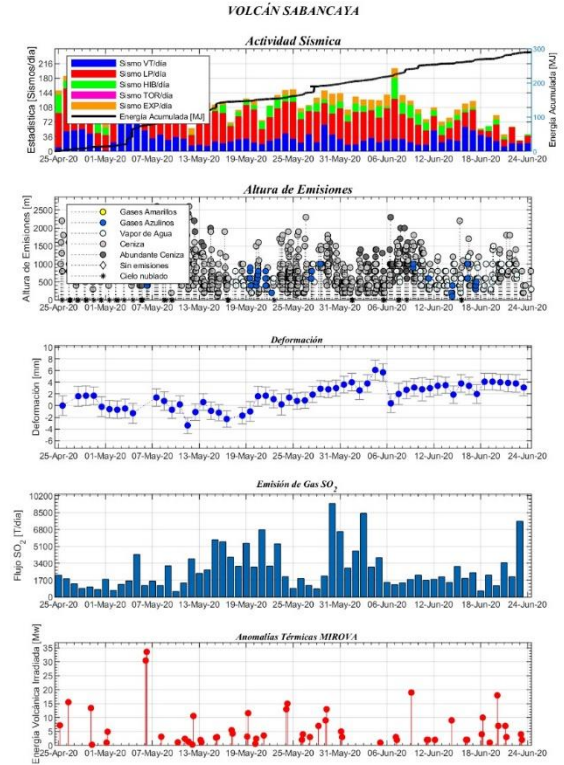 VOLCÁN SABANCAYA
Actividad Sísmica
Estadística [Sismos/día]
216
180
144
108
72
36
0
Sismo VT/día
Sismo LP/día
Sismo HIB/día
Sismo TOR/día
Sismo EXP/día
Energía Acumulada [MJ]
300
200
100
0
Energía Acumulada [MJ]
25-Apr-20 01-May-20 07-May-20 13-May-20 19-May-20 25-May-20 31-May-20 06-Jun-20 12-Jun-20 18-Jun-20 24-Jun-20
Altura de Emisiones
Altura de Emisiones [m]
2500
2000
1500
1000
500
0
Gases Amarillos
Gases Azulinos
Vapor de Agua
Ceniza
Abundante Ceniza
Sin emisiones
Cielo nublado
25-Apr-20 01-May-20 07-May-20 13-May-20 19-May-20 25-May-20 31-May-20 06-Jun-20 12-Jun-20 18-Jun-20 24-Jun-20
Deformación
Deformación [mm]
10
8
6
4
2
0
-2
-4
-6
25-Apr-20 01-May-20 07-May-20 13-May-20 19-May-20 25-May-20 31-May-20 06-Jun-20 12-Jun-20 18-Jun-20 24-Jun-20
Emisión de Gas SO2
Flujo SO2 [T/día]
10200
8500
6800
5100
3400
1700
0
25-Apr-20 01-May-20 07-May-20 13-May-20 19-May-20 25-May-20 31-May-20 06-Jun-20 12-Jun-20 18-Jun-20 24-Jun-20
Anomalías Térmicas MIROVA
Energía Volcánica Irradiada [Mw]
35
30
25
20
15
10
5
0
25-Apr-20 01-May-20 07-May-20 13-May-20 19-May-20 25-May-20 31-May-20 06-Jun-20 12-Jun-20 18-Jun-20 24-Jun-20